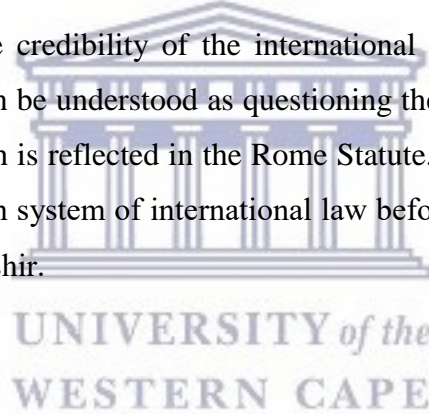 e credibility of the international
n be understood as questioning the
n is reflected in the Rome Statute.
n system of international law befo
shir.
UNIVERSITY of the
WESTERN CAPE